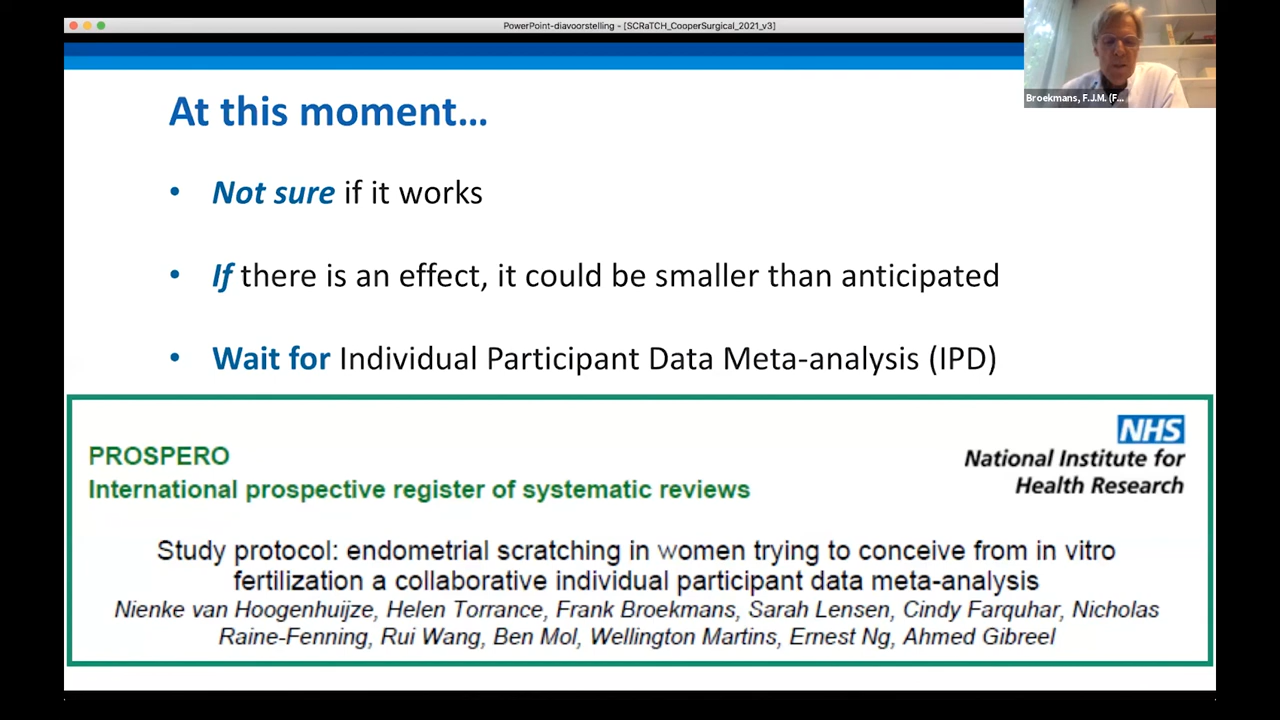 PowerPoint-diavoorstelling - [SCRaTCH_CooperSurgical_2021_v3]
Broekmans, F.J.M. (F...
At this moment…
• Not sure if it works
• If there is an effect, it could be smaller than anticipated
• Wait for Individual Participant Data Meta-analysis (IPD)
NHS
PROSPERO
National Institute for
International prospective register of systematic reviews
Health Research
Study protocol: endometrial scratching in women trying to conceive from in vitro
fertilization a collaborative individual participant data meta-analysis
Nienke van Hoogenhuijze, Helen Torrance, Frank Broekmans, Sarah Lensen, Cindy Farquhar, Nicholas
Raine-Fenning, Rui Wang, Ben Mol, Wellington Martins, Ernest Ng, Ahmed Gibreel